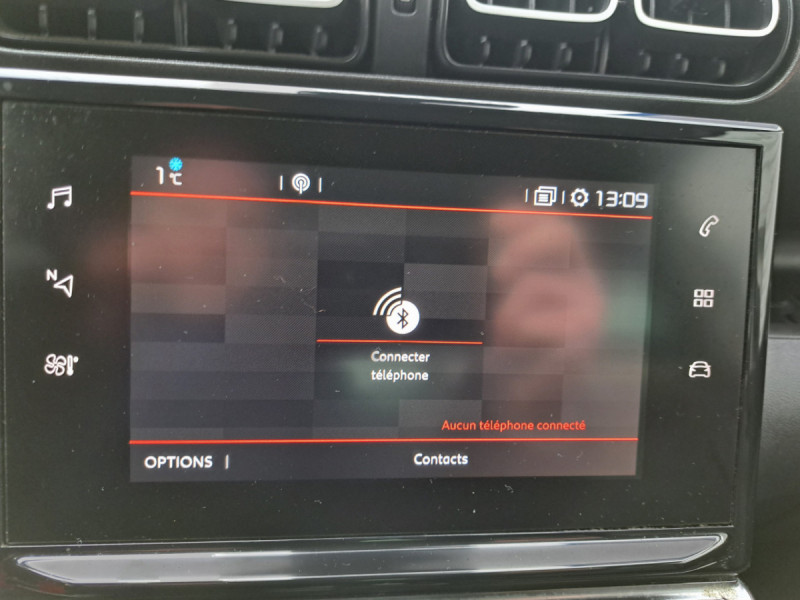 1 °C
13:09
N
Connecter
téléphone
Aucun téléphone connecté
OPTIONS
Contacts